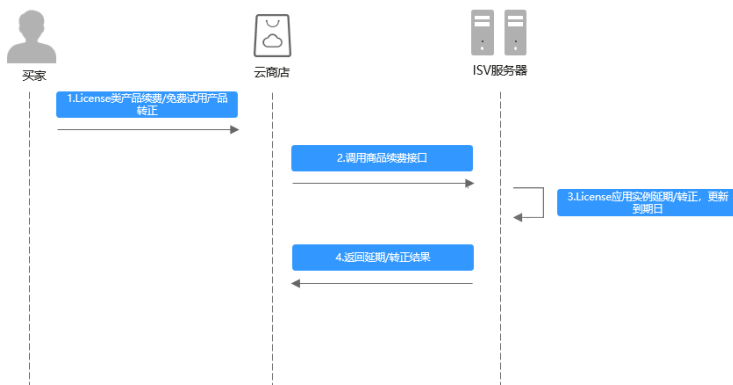 买家
云商店
ISV服务器
1.License类产品续费/免费试用产品
转正
2.调用商品续费接口
3.License应用实例延期/转正，更新
到期日
4.返回延期/转正结果